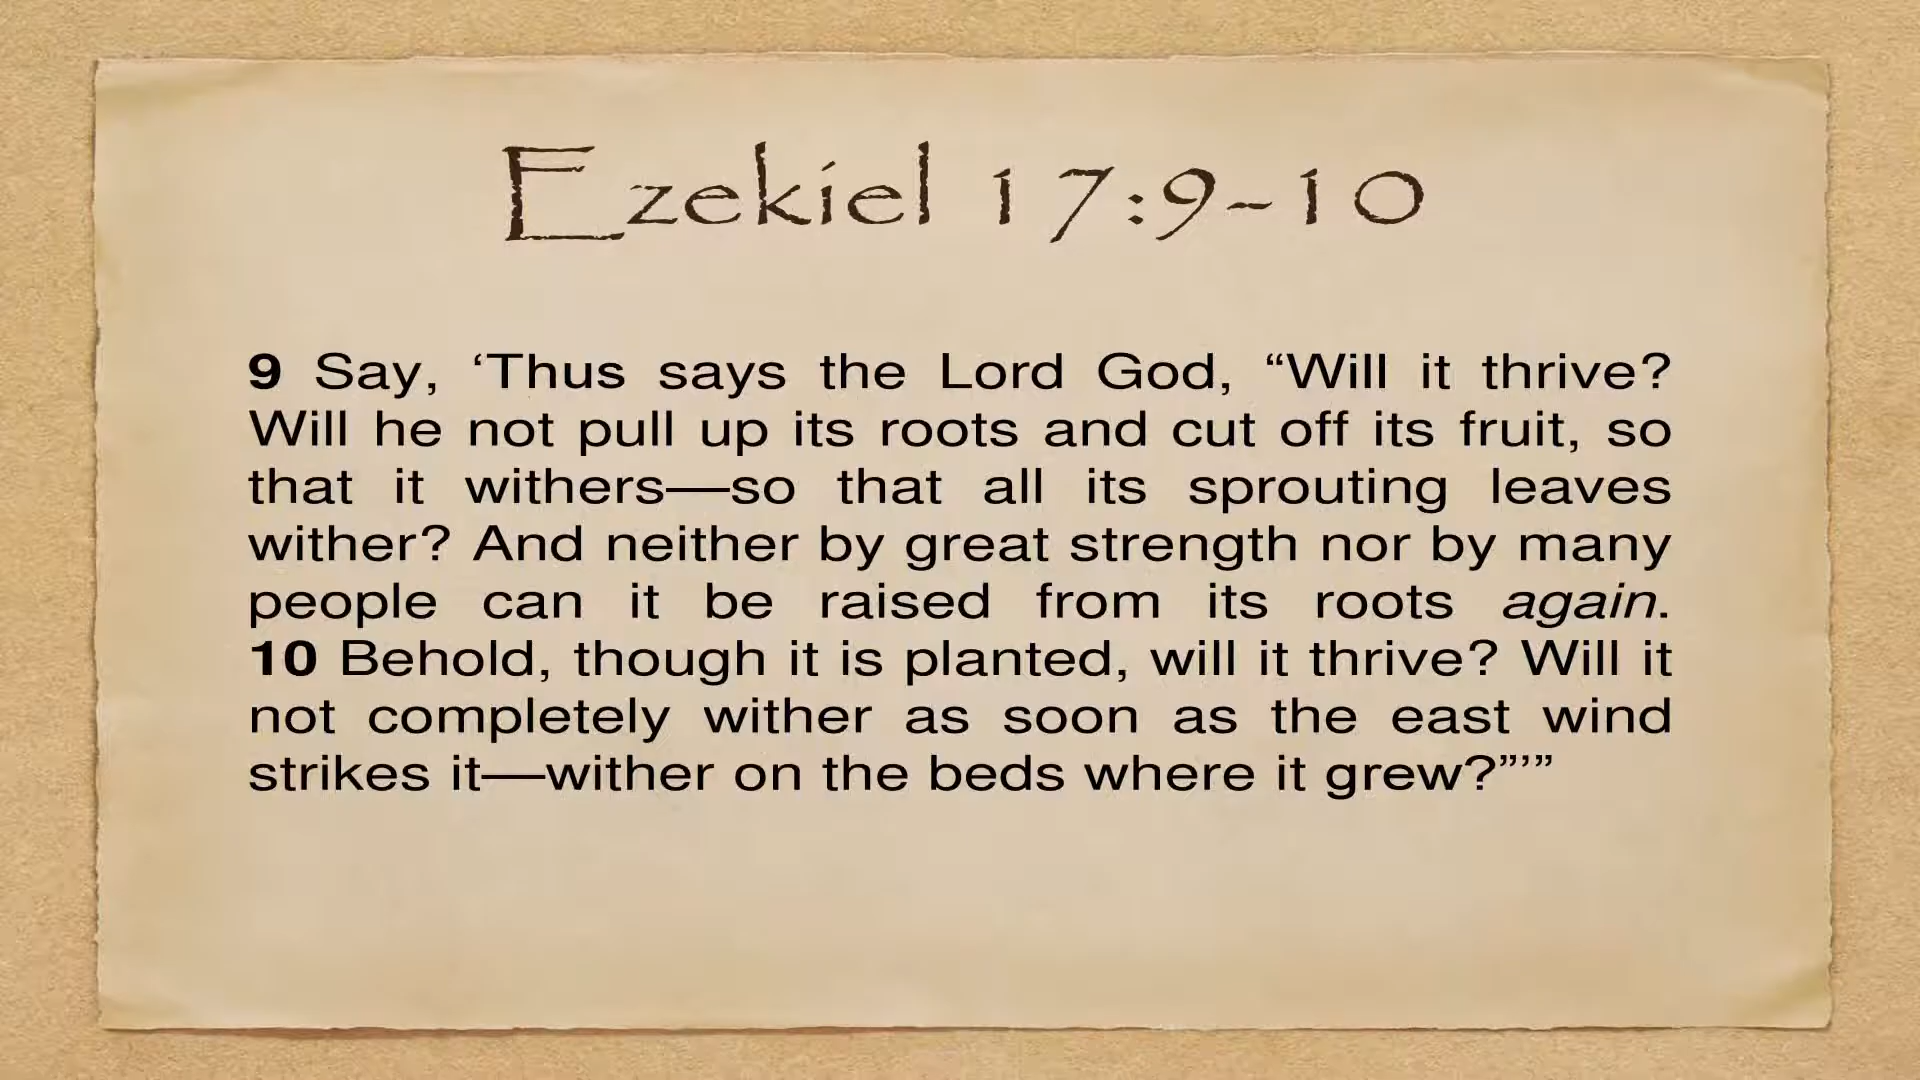 Ezekiel 17:9-10
9 Say, ‘Thus says the Lord God, “Will it thrive?
Will he not pull up its roots and cut off its fruit, so
that it withers—so that all its sprouting leaves
wither? And neither by great strength nor by many
people can it be raised from its roots again.
10 Behold, though it is planted, will it thrive? Will it
not completely wither as soon as the east wind
strikes it—wither on the beds where it grew?”’”